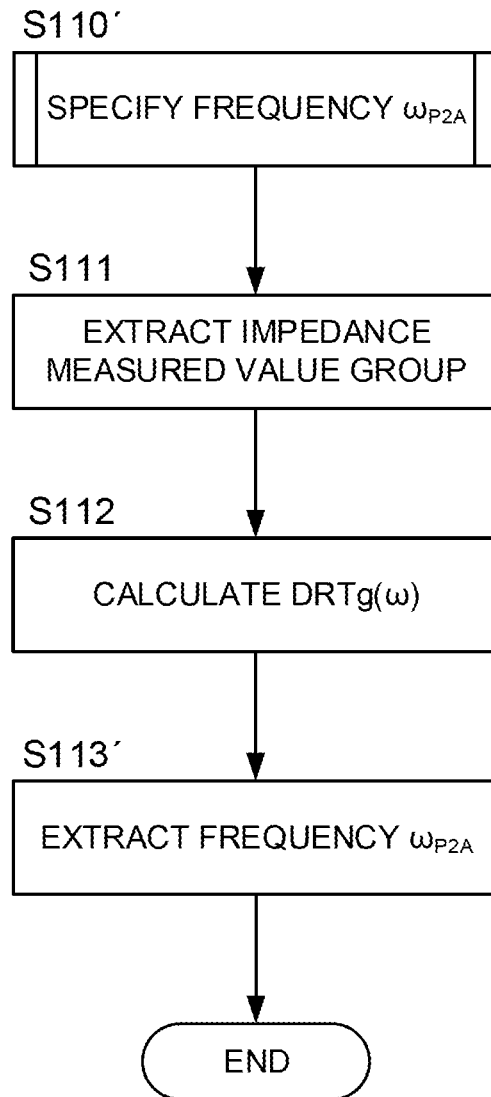 S110´
SPECIFY FREQUENCY ωP2A
S111
EXTRACT IMPEDANCE
MEASURED VALUE GROUP
S112
CALCULATE DRTg(ω)
S113´
EXTRACT FREQUENCY ωP2A
END